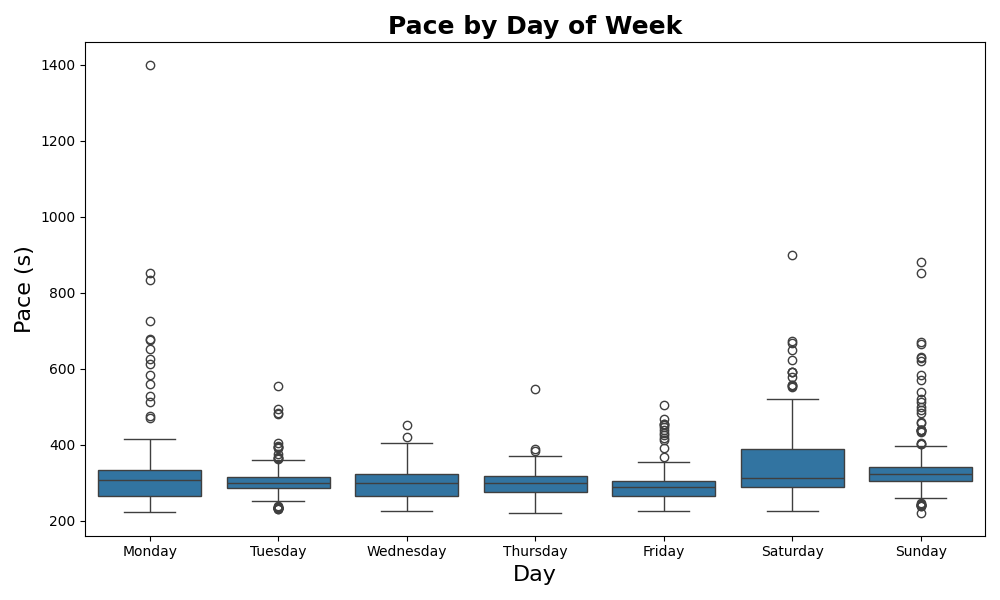 Pace by Day of Week
Pace (s)
1400
1200
1000
800
600
400
200
Monday Tuesday Wednesday Thursday Friday Saturday Sunday
Day